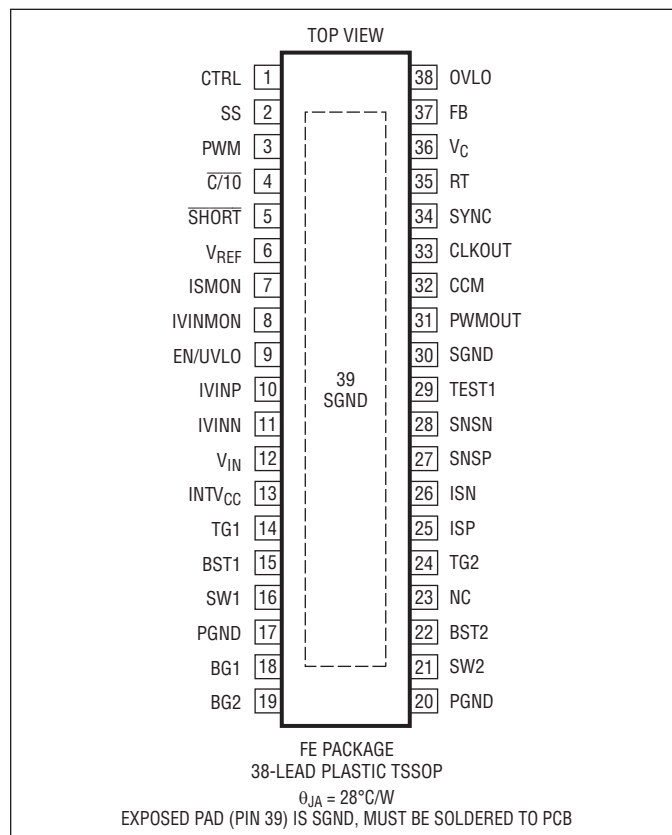 TOP VIEW
CTRL 1 38 OVLO
SS 2 37 FB
PWM 3 36 VC
C/10 4 35 RT
SHORT 5 34 SYNC
VREF 6 33 CLKOUT
ISMON 7 32 CCM
IVINMON 8 31 PWMOUT
EN/UVLO 9 30 SGND
IVINP 10 29 TEST1
IVINN 11 28 SNSN
VIN 12 27 SNSP
INTVCC 13 26 ISN
TG1 14 25 ISP
BST1 15 24 TG2
SW1 16 23 NC
PGND 17 22 BST2
BG1 18 21 SW2
BG2 19 20 PGND
39
SGND
FE PACKAGE
38-LEAD PLASTIC TSSOP
θJA = 28°C/W
EXPOSED PAD (PIN 39) IS SGND, MUST BE SOLDERED TO PCB